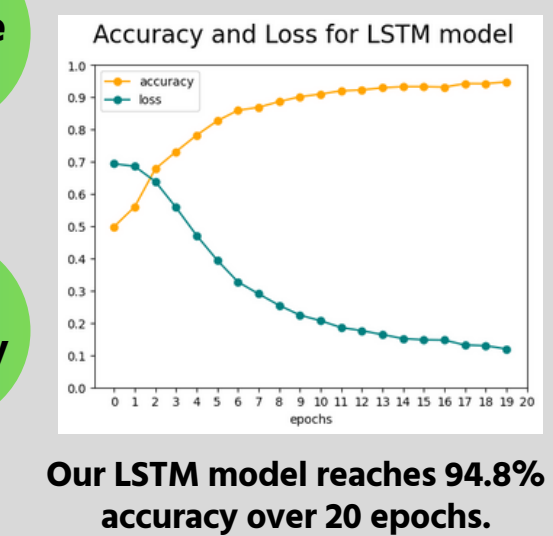 e
y
Accuracy and Loss for LSTM model
1.0
0.9
0.8
0.7
0.6
0.5
0.4
0.3
0.2
0.1
0.0
accuracy
loss
0 1 2 3 4 5 6 7 8 9 10 11 12 13 14 15 16 17 18 19 20
epochs
Our LSTM model reaches 94.8%
accuracy over 20 epochs.